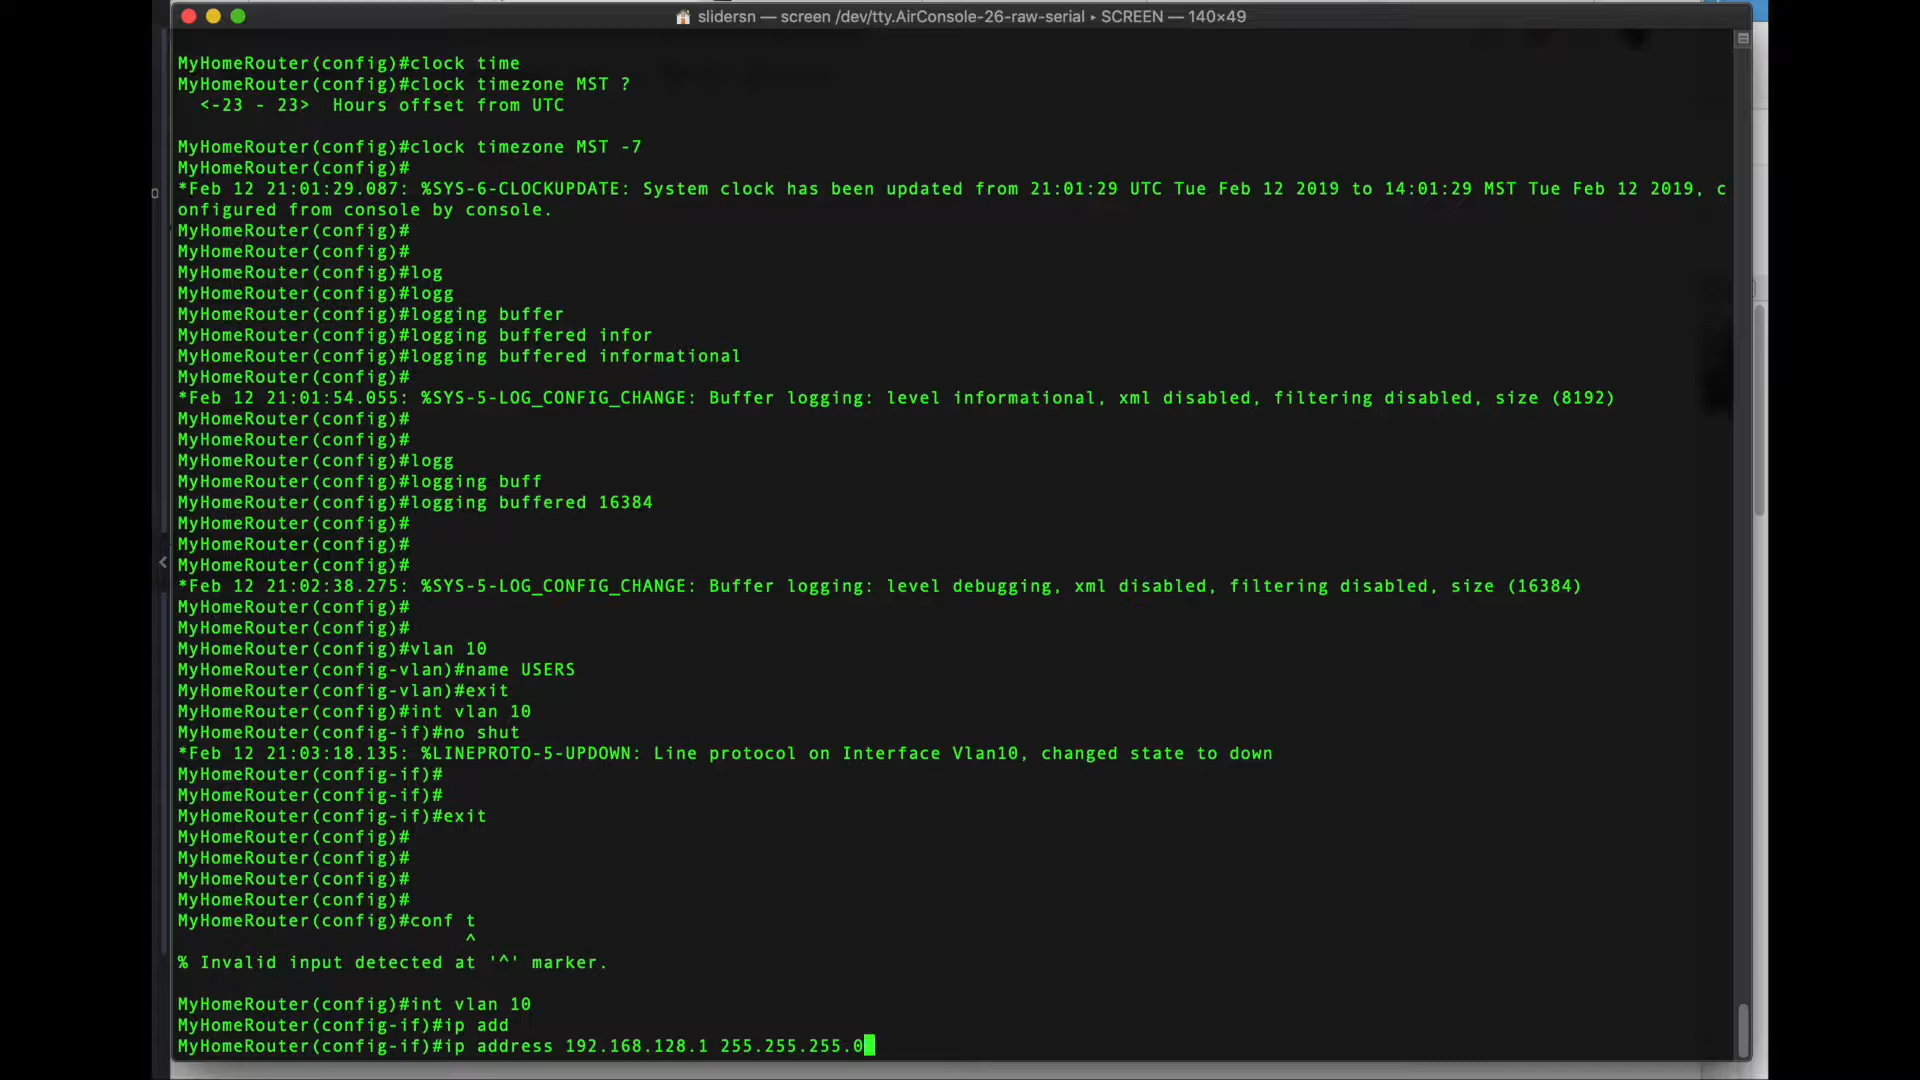 slidersn — screen /dev/tty.AirConsole-26-raw-serial ▸ SCREEN — 140×49
MyHomeRouter(config)#clock time
MyHomeRouter(config)#clock timezone MST ?
  <-23 - 23>  Hours offset from UTC
MyHomeRouter(config)#clock timezone MST -7
MyHomeRouter(config)#
*Feb 12 21:01:29.087: %SYS-6-CLOCKUPDATE: System clock has been updated from 21:01:29 UTC Tue Feb 12 2019 to 14:01:29 MST Tue Feb 12 2019, c
onfigured from console by console.
MyHomeRouter(config)#
MyHomeRouter(config)#
MyHomeRouter(config)#log
MyHomeRouter(config)#logg
MyHomeRouter(config)#logging buffer
MyHomeRouter(config)#logging buffered infor
MyHomeRouter(config)#logging buffered informational
MyHomeRouter(config)#
*Feb 12 21:01:54.055: %SYS-5-LOG_CONFIG_CHANGE: Buffer logging: level informational, xml disabled, filtering disabled, size (8192)
MyHomeRouter(config)#
MyHomeRouter(config)#
MyHomeRouter(config)#logg
MyHomeRouter(config)#logging buff
MyHomeRouter(config)#logging buffered 16384
MyHomeRouter(config)#
MyHomeRouter(config)#
MyHomeRouter(config)#
*Feb 12 21:02:38.275: %SYS-5-LOG_CONFIG_CHANGE: Buffer logging: level debugging, xml disabled, filtering disabled, size (16384)
MyHomeRouter(config)#
MyHomeRouter(config)#
MyHomeRouter(config)#vlan 10
MyHomeRouter(config-vlan)#name USERS
MyHomeRouter(config-vlan)#exit
MyHomeRouter(config)#int vlan 10
MyHomeRouter(config-if)#no shut
*Feb 12 21:03:18.135: %LINEPROTO-5-UPDOWN: Line protocol on Interface Vlan10, changed state to down
MyHomeRouter(config-if)#
MyHomeRouter(config-if)#
MyHomeRouter(config-if)#exit
MyHomeRouter(config)#
MyHomeRouter(config)#
MyHomeRouter(config)#
MyHomeRouter(config)#
MyHomeRouter(config)#conf t
                          ^
% Invalid input detected at '^' marker.
MyHomeRouter(config)#int vlan 10
MyHomeRouter(config-if)#ip add
MyHomeRouter(config-if)#ip address 192.168.128.1 255.255.255.0